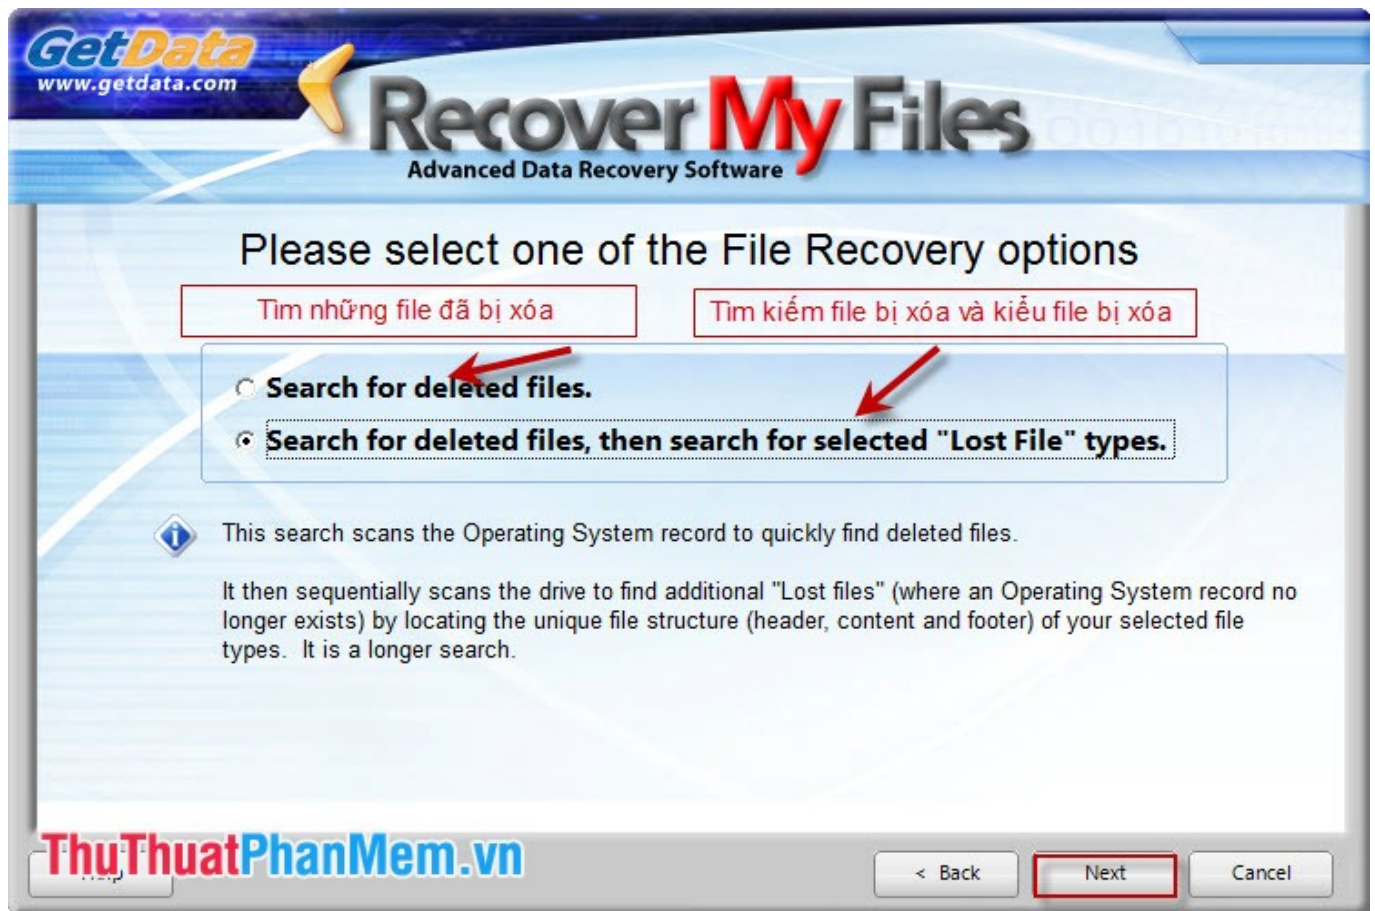 GetData
www.getdata.com
Recover My Files
Advanced Data Recovery Software
Please select one of the File Recovery options
Tìm những file đã bị xóa
Tìm kiếm file bị xóa và kiểu file bị xóa
Search for deleted files.
Search for deleted files, then search for selected "Lost File" types.
This search scans the Operating System record to quickly find deleted files.
It then sequentially scans the drive to find additional "Lost files" (where an Operating System record no
longer exists) by locating the unique file structure (header, content and footer) of your selected file
types. It is a longer search.
ThuThuatPhanMem.vn
< Back
Next
Cancel